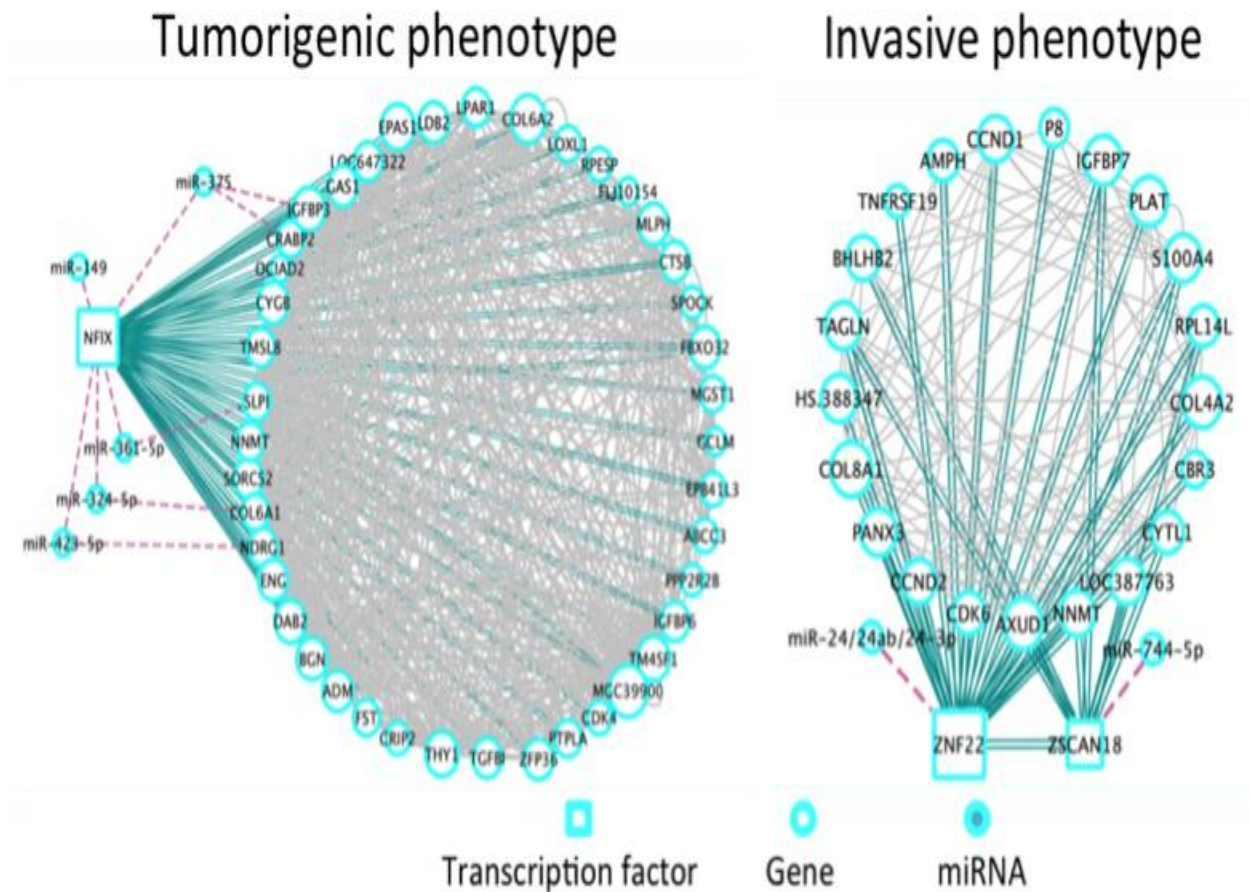 Tumorigenic phenotype
Invasive phenotype
LPAR1
COL6A2
LDB2
EPAS1
LOXL1
LOC647322
RPESP
miR-375
GAS1
FLJ10154
IGFBP3
MLPH
CRABP2
OCIAD2
CTSB
miR-149
CYGB
SPOCK
NFIX
TMSL8
FBXO32
MGST1
SLPI
NNMT
GCLM
miR-361-5p
SORCS2
EPB41L3
miR-324-5p
COL6A1
ABCC3
miR-423-5p
NDRG1
ENG
PPP2R2B
DAB2
IGFBP6
BGN
TM4SF1
ADM
MGC39900
FST
CDK4
CRIP2
PTPLA
THY1
TGFBI
ZFP36
P8
CCND1
AMPH
IGFBP7
TNFRSF19
PLAT
BHLHB2
S100A4
TAGLN
RPL14L
HS.388347
COL4A2
COL8A1
CBR3
PANX3
CYTL1
CCND2
LOC387763
CDK6
AXUD1
NNMT
miR-24/24ab/24-3p
miR-744-5p
ZNF22
ZSCAN18
Transcription factor
Gene
miRNA